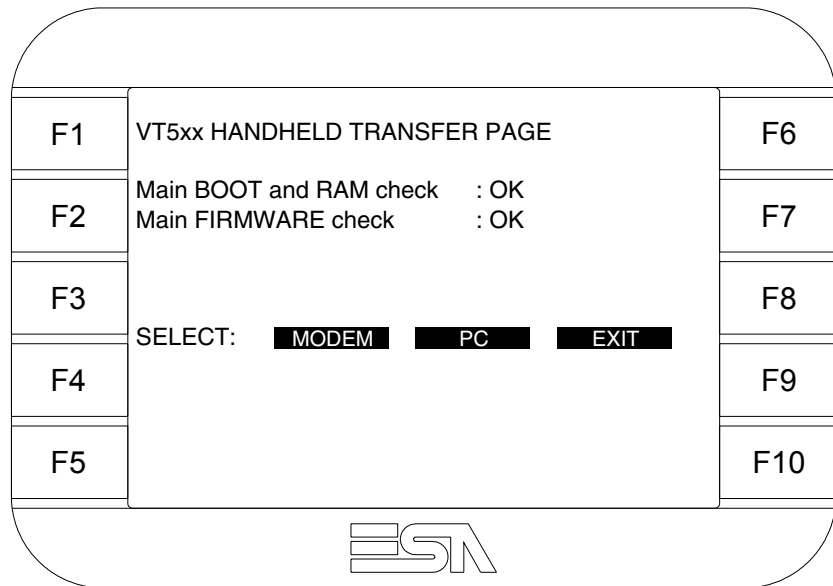 F1
F2
F3
F4
F5
VT5xx HANDHELD TRANSFER PAGE
Main BOOT and RAM check : OK
Main FIRMWARE check : OK
SELECT: MODEM PC EXIT
F6
F7
F8
F9
F10
ESA